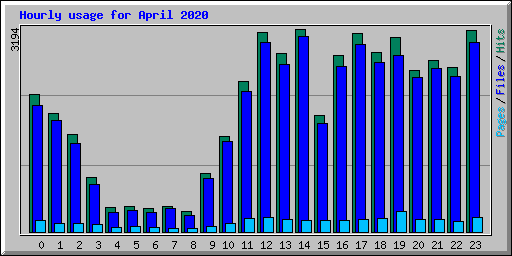 Hourly usage for April 2020
3194
Pages / Files / Hits
0 1 2 3 4 5 6 7 8 9 10 11 12 13 14 15 16 17 18 19 20 21 22 23